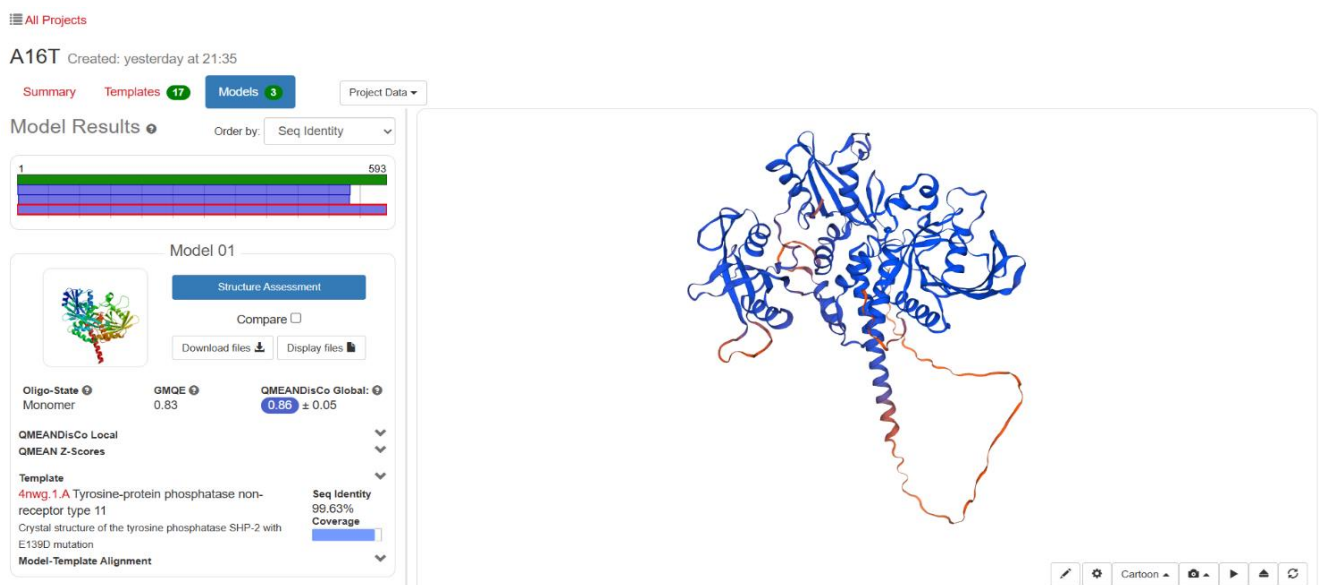 All Projects
A16T Created: yesterday at 21:35
Summary Templates 17 Models 3 Project Data
Model Results Order by: Seq Identity
1 593
Model 01
Structure Assessment
Compare
Download files Display files
Oligo-State GMQE QMEANDisCo Global:
Monomer 0.83 0.86 ± 0.05
QMEANDisCo Local
QMEAN Z-Scores
Template
4nwg.1.A Tyrosine-protein phosphatase non-
receptor type 11
Crystal structure of the tyrosine phosphatase SHP-2 with
E139D mutation
Seq Identity
99.63%
Coverage
Model-Template Alignment
Cartoon